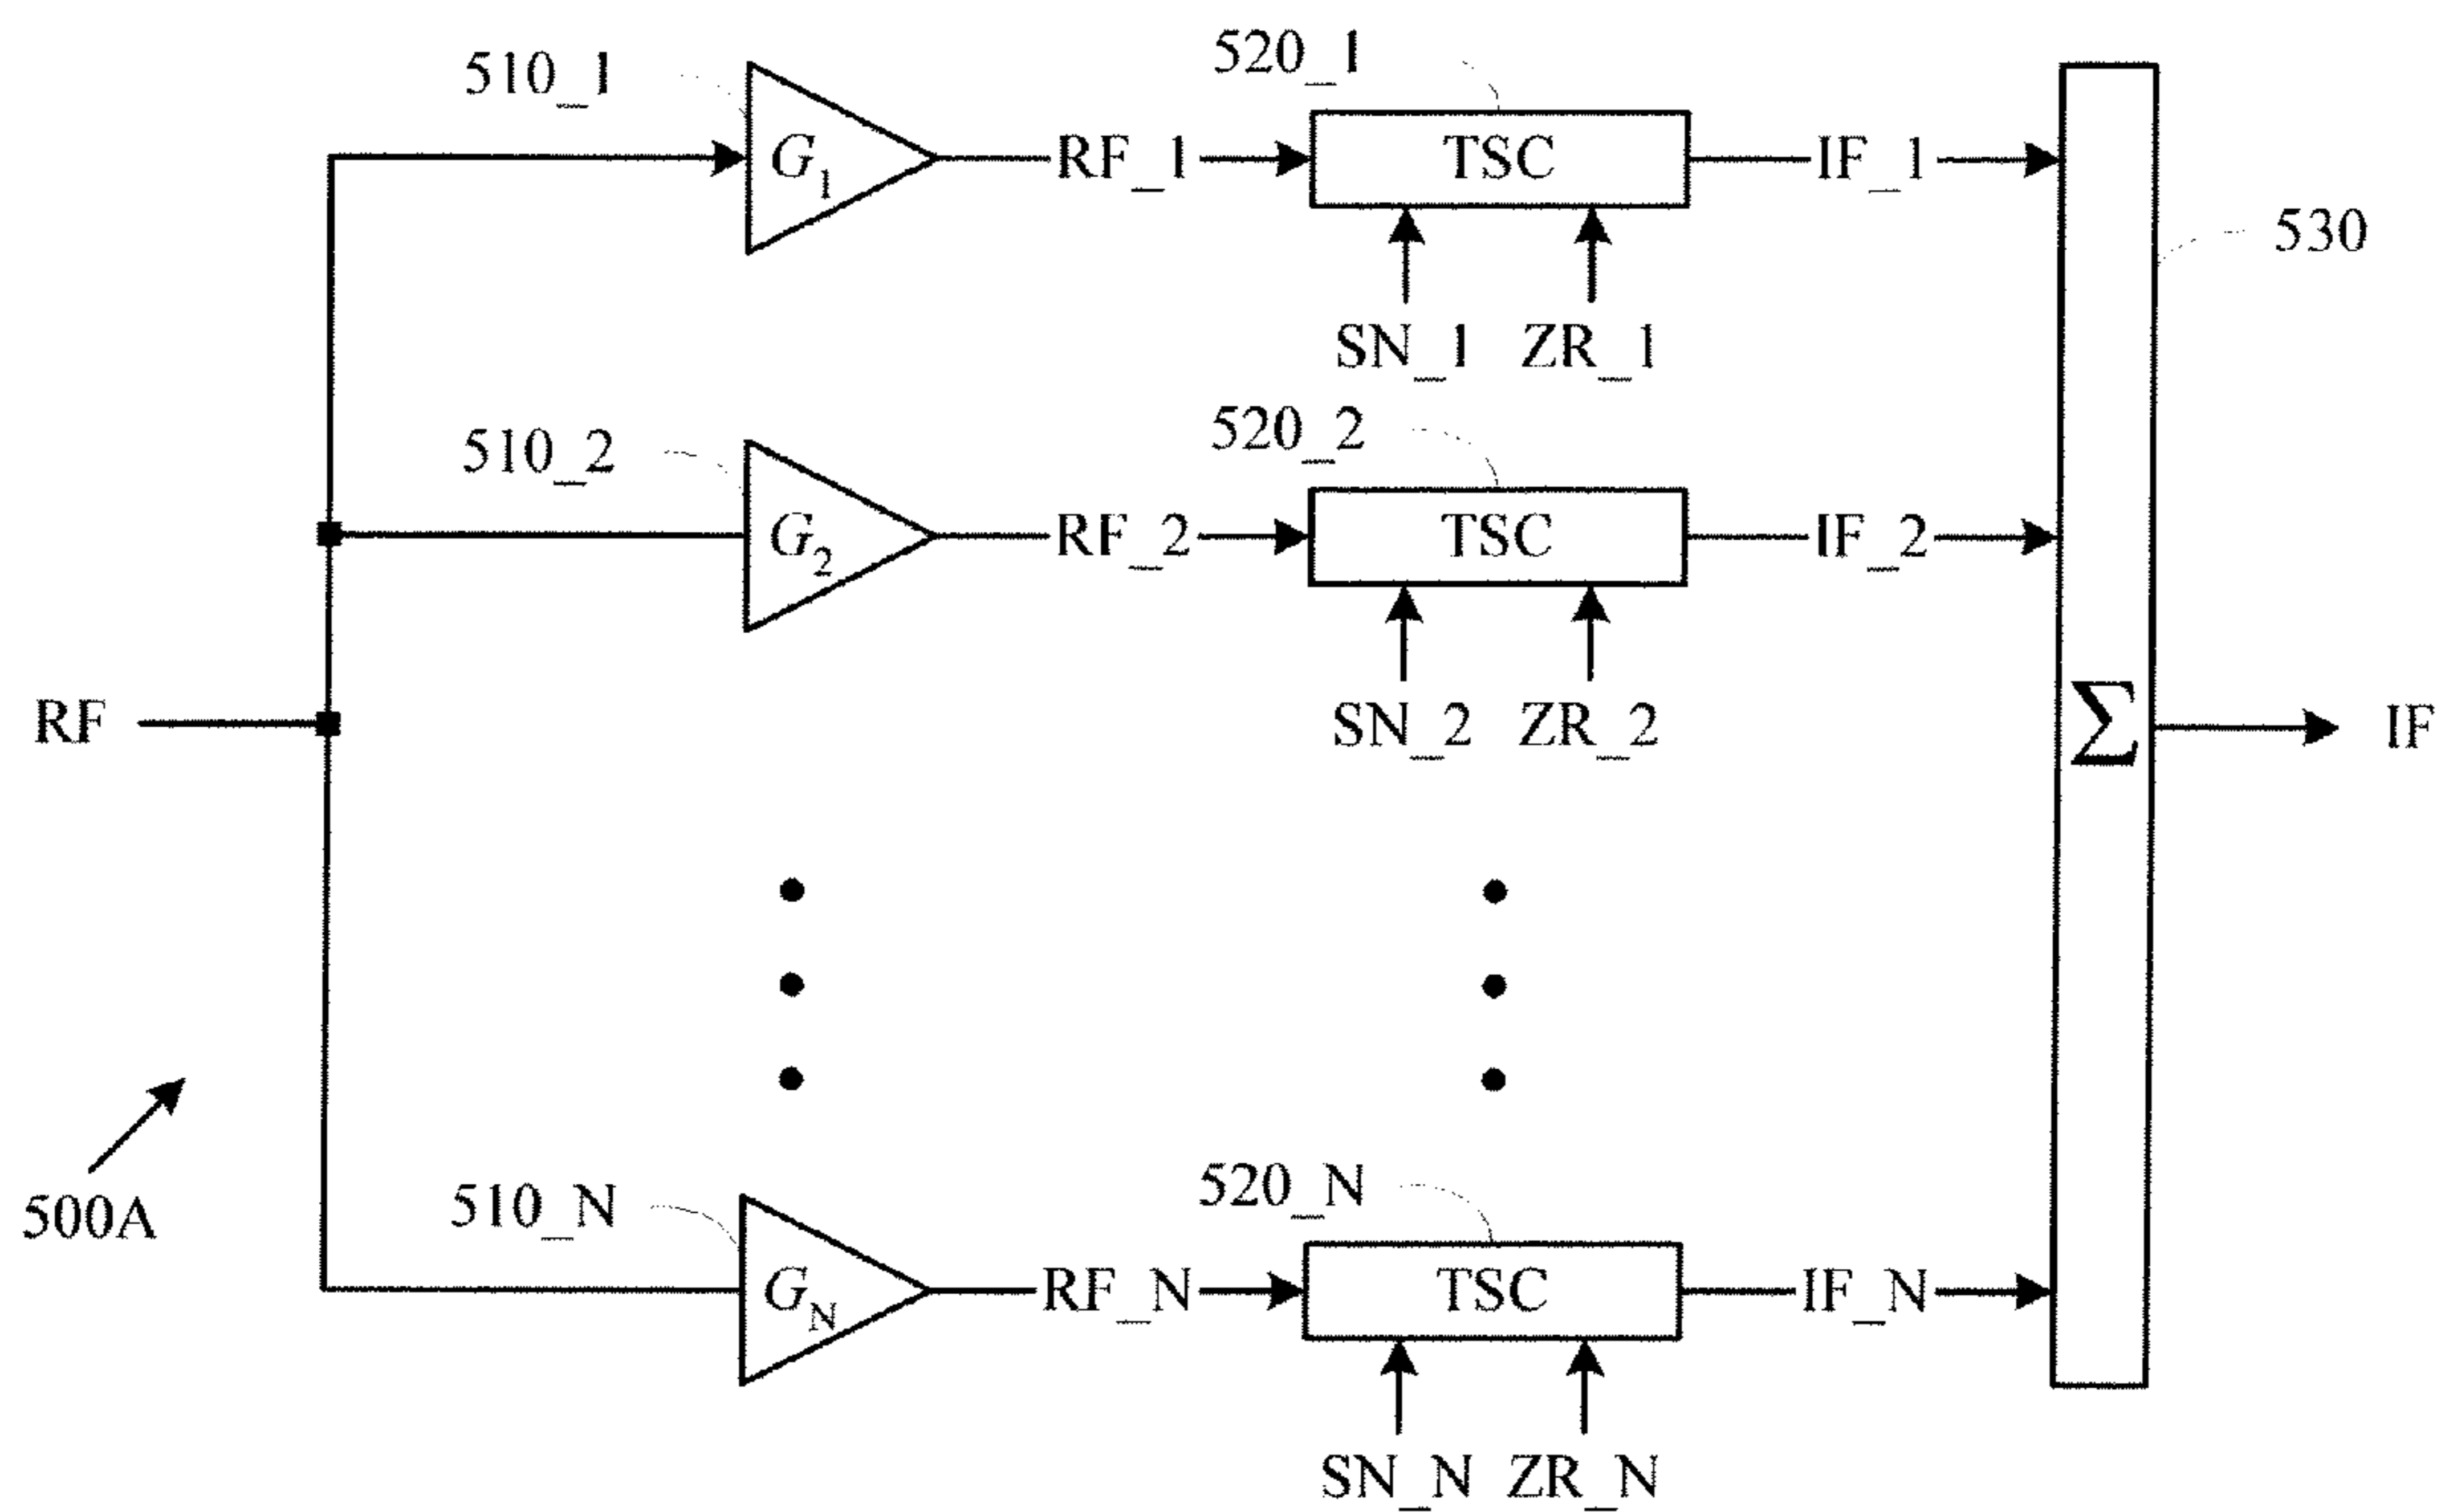 510_1
520_1
G1
RF_1
TSC
IF_1
530
SN_1
ZR_1
510_2
520_2
G2
RF_2
TSC
IF_2
SN_2
ZR_2
RF
Σ
IF
500A
510_N
520_N
GN
RF_N
TSC
IF_N
SN_N
ZR_N